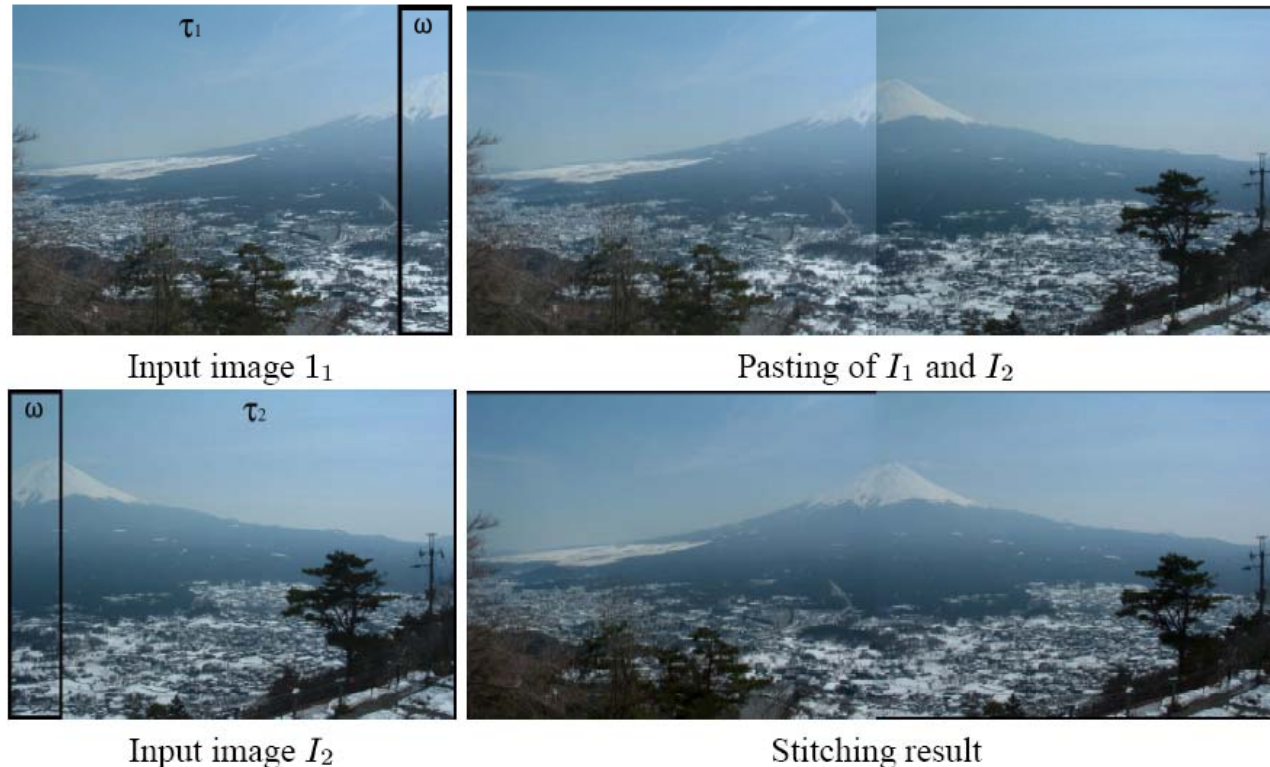 τ₁ ω
Input image 1₁
Pasting of I₁ and I₂
ω τ₂
Input image I₂
Stitching result